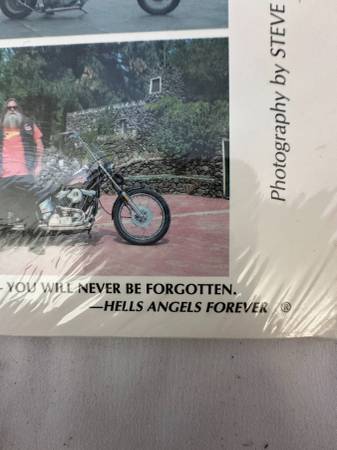 Photography by STEVE
- YOU WILL NEVER BE FORGOTTEN.
—HELLS ANGELS FOREVER ®